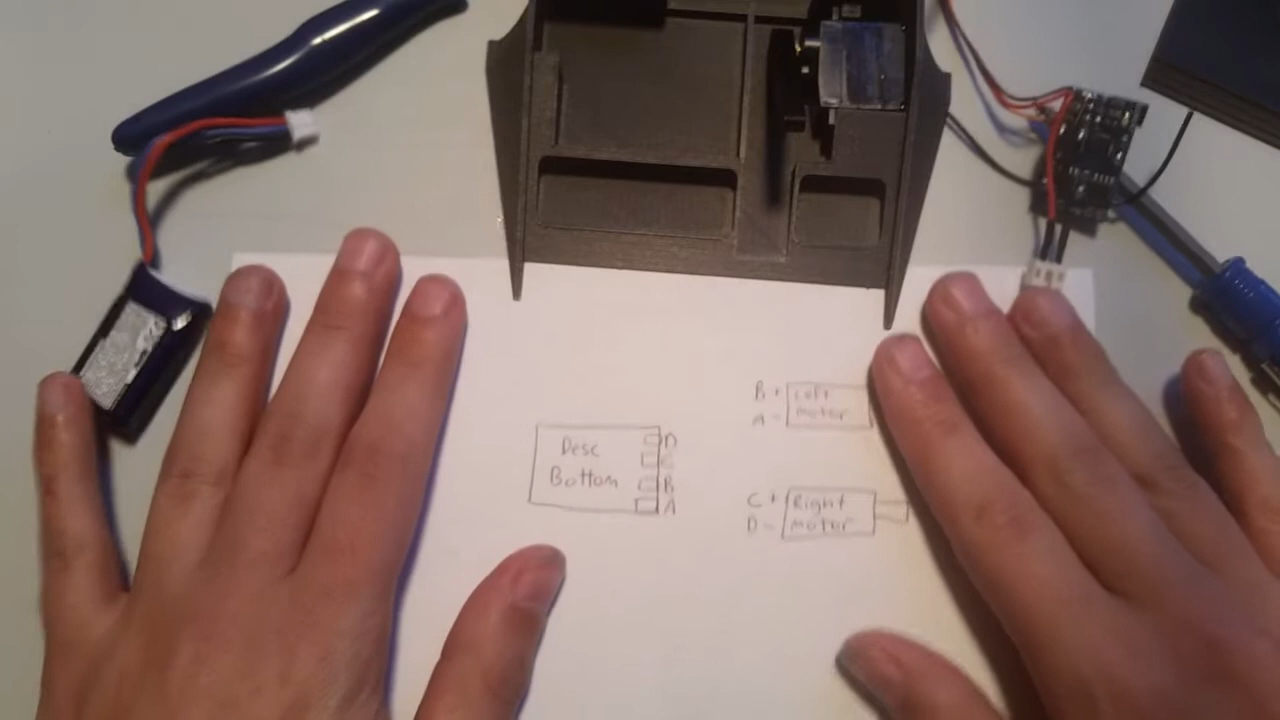 Desc
Bottom
D
C
B
A
B +
A -
Left
motor
C +
D -
Right
motor